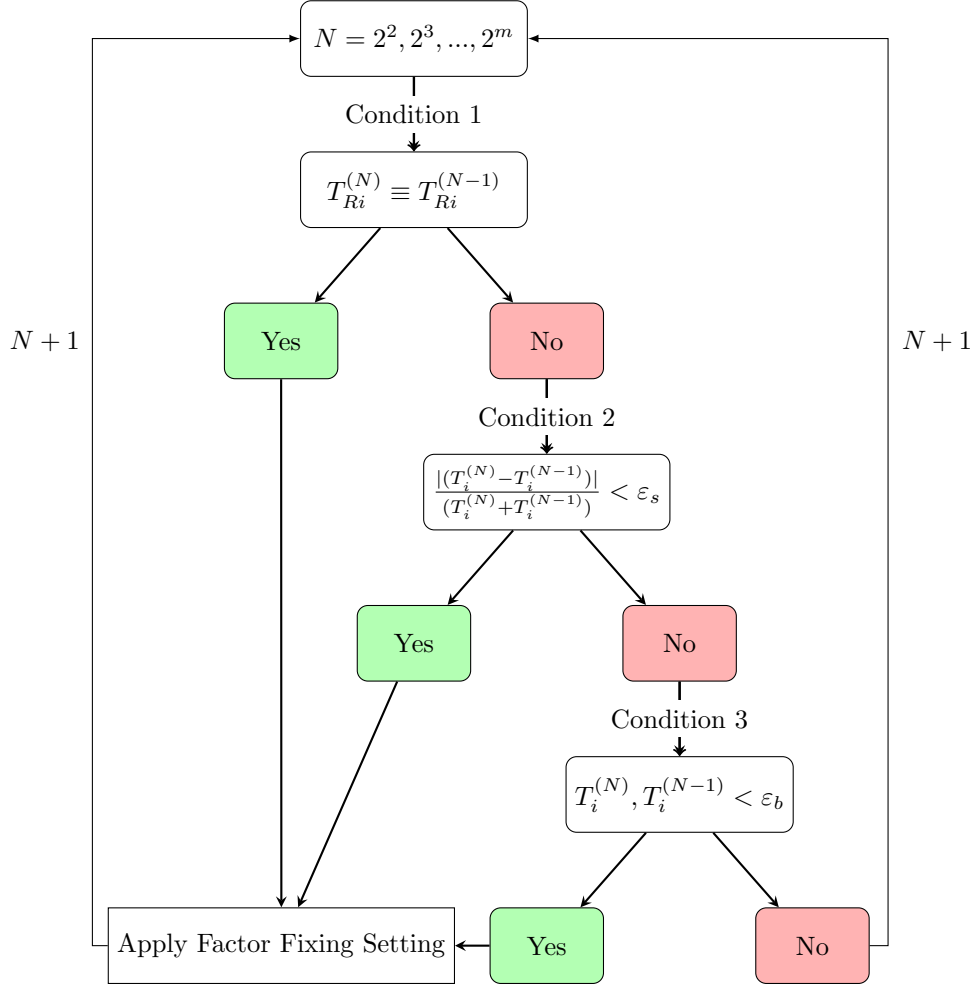 N = 2^2, 2^3, ..., 2^m
Condition 1
T_{Ri}^{(N)} ≡ T_{Ri}^{(N−1)}
Yes
No
N + 1
N + 1
Condition 2
\frac{|(T_i^{(N)} − T_i^{(N−1)})|}{(T_i^{(N)} + T_i^{(N−1)})} < ε_s
Yes
No
Condition 3
T_i^{(N)}, T_i^{(N−1)} < ε_b
Apply Factor Fixing Setting
Yes
No